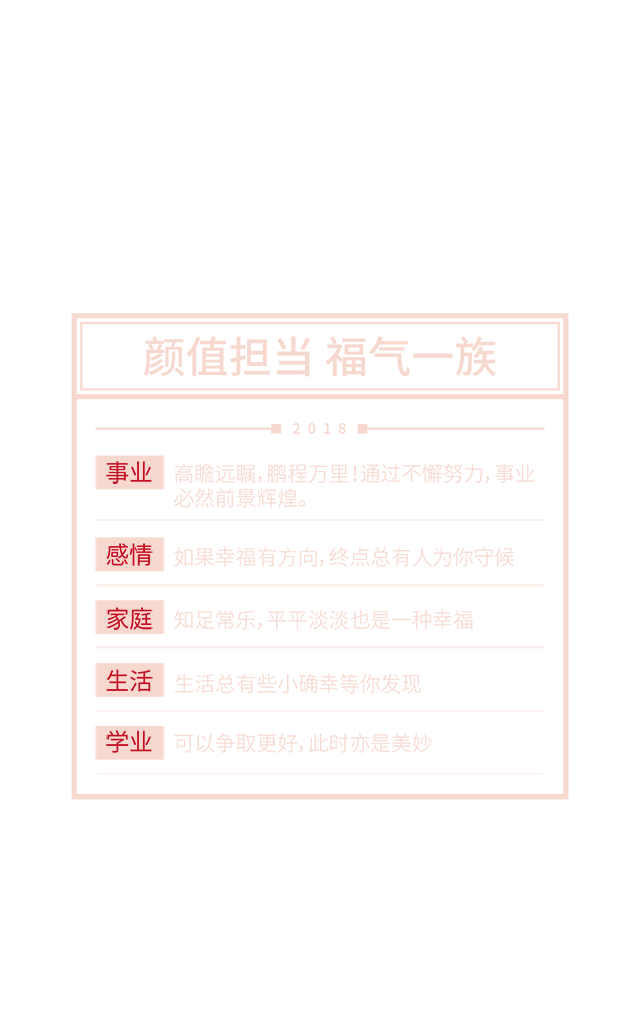 颜值担当 福气一族
2018
事业
高瞻远瞩，鹏程万里！通过不懈努力，事业
必然前景辉煌。
感情
如果幸福有方向，终点总有人为你守候
家庭
知足常乐，平平淡淡也是一种幸福
生活
生活总有些小确幸等你发现
学业
可以争取更好，此时亦是美妙